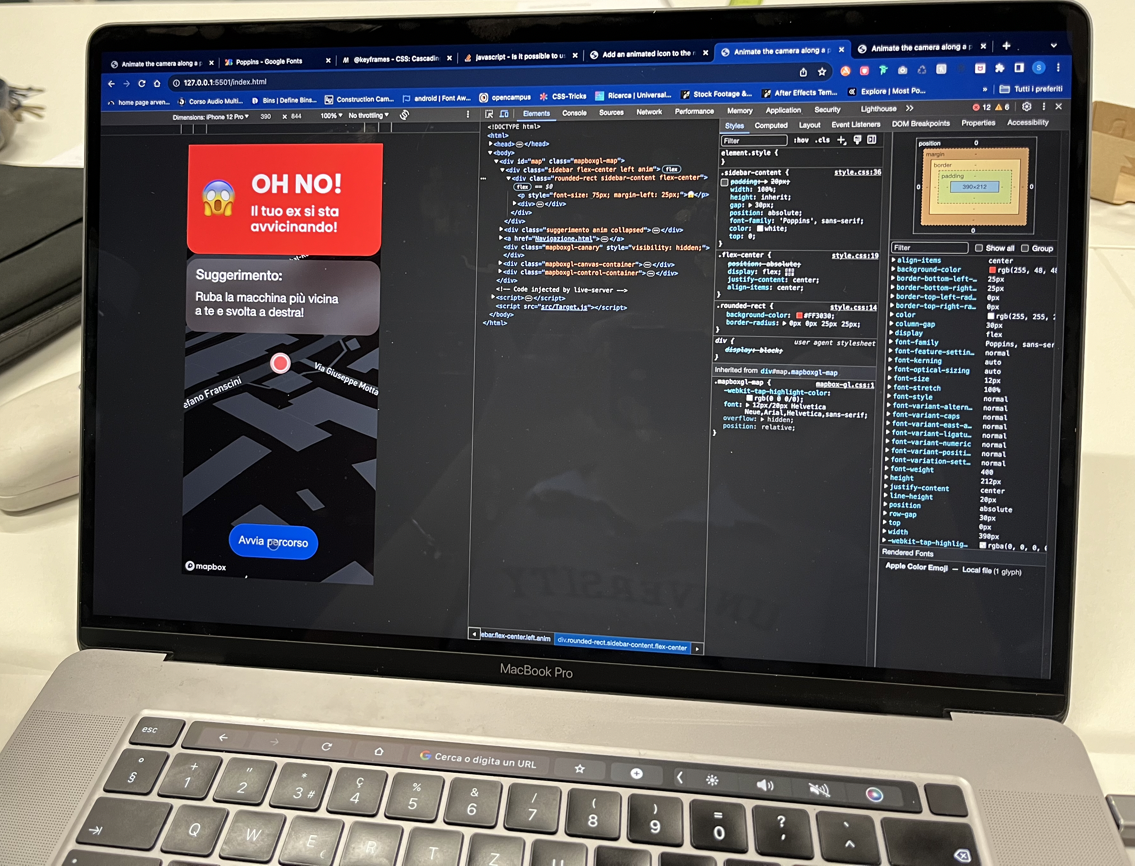 Animate the camera along a p
Poppins - Google Fonts
@keyframes - CSS: Cascadin
javascript - Is it possible to u
Add an animated icon to the
Animate the camera along a p
Animate the camera along a p
127.0.0.1:5501/index.html
home page arven...
Corso Audio Multi...
Bins | Define Bins...
Construction Cam...
android | Font Aw...
opencampus
CSS-Tricks
Ricerca | Universal...
Stock Footage &...
After Effects Tem...
Explore | Most Po...
Tutti i preferiti
Dimensions: iPhone 12 Pro
390 × 844
100%
No throttling
Elements
Console
Sources
Network
Performance
Memory
Application
Security
Lighthouse
12
6
OH NO!
Il tuo ex si sta
avvicinando!
Suggerimento:
Ruba la macchina più vicina
a te e svolta a destra!
efano Franscini
Via Giuseppe Motta
Avvia percorso
mapbox
<!DOCTYPE html>
<html>
<head>…</head>
<body>
<div id="map" class="mapboxgl-map">
<div class="sidebar flex-center left anim"> flex
<div class="rounded-rect sidebar-content flex-center">
flex == $0
<p style="font-size: 75px; margin-left: 25px;">😱</p>
<div>…</div>
</div>
</div>
<div class="suggerimento anim collapsed">…</div>
<a href="Navigazione.html">…</a>
<div class="mapboxgl-canary" style="visibility: hidden;">
</div>
<div class="mapboxgl-canvas-container">…</div>
<div class="mapboxgl-control-container">…</div>
</div>
<!-- Code injected by live-server -->
<script>…</script>
<script src="src/Target.js"></script>
</body>
</html>
ebar.flex-center.left.anim
div.rounded-rect.sidebar-content.flex-center
Styles
Computed
Layout
Event Listeners
DOM Breakpoints
Properties
Accessibility
Filter
:hov .cls
element.style {
}
.sidebar-content { style.css:36
padding: 20px;
width: 100%;
height: inherit;
gap: 30px;
position: absolute;
font-family: 'Poppins', sans-serif;
color: white;
top: 0;
}
.flex-center { style.css:19
position: absolute;
display: flex;
justify-content: center;
align-items: center;
}
.rounded-rect { style.css:14
background-color: #FF3030;
border-radius: 0px 0px 25px 25px;
}
div { user agent stylesheet
display: block;
}
Inherited from div#map.mapboxgl-map
.mapboxgl-map { mapbox-gl.css:1
-webkit-tap-highlight-color:
rgb(0 0 0/0);
font: 12px/20px Helvetica
Neue,Arial,Helvetica,sans-serif;
overflow: hidden;
position: relative;
}
position 0
margin -
border -
padding -
0 - - - 390×212 - - - 0
-
-
-
0
Filter
Show all
Group
align-items center
background-color rgb(255, 48, 48
border-bottom-left-… 25px
border-bottom-right… 25px
border-top-left-rad… 0px
border-top-right-ra… 0px
color rgb(255, 255, 2
column-gap 30px
display flex
font-family Poppins, sans-ser
font-feature-settin… normal
font-kerning auto
font-optical-sizing auto
font-size 12px
font-stretch 100%
font-style normal
font-variant-altern… normal
font-variant-caps normal
font-variant-east-a… normal
font-variant-ligatu… normal
font-variant-numeric normal
font-variant-positi… normal
font-variation-sett… normal
font-weight 400
height 212px
justify-content center
line-height 20px
position absolute
row-gap 30px
top 0px
width 390px
-webkit-tap-highlig… rgba(0, 0, 0, 0
Rendered Fonts
Apple Color Emoji — Local file (1 glyph)
UNIVERSITY
MacBook Pro
esc
Cerca o digita un URL
° §
+ 1
" 2
* 3 #
ç 4
% 5
& 6
/ 7
( 8
) 9
= 0
? '
` ^
Q
W
E
R
T
Z
U